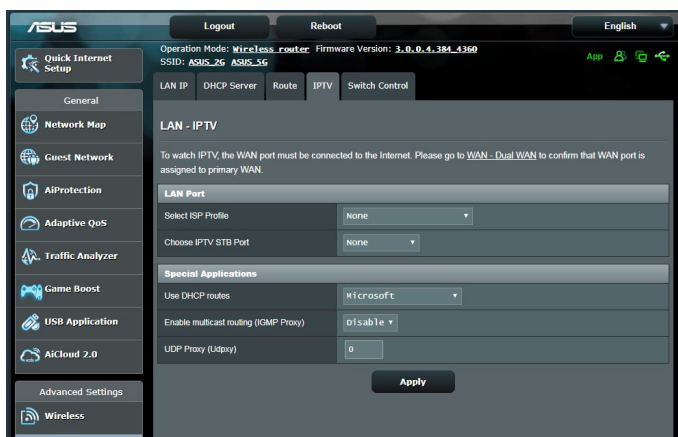 ASUS
Logout
Reboot
English
Quick Internet Setup
Operation Mode: Wireless router Firmware Version: 3.0.0.4.384_4360
SSID: ASUS_2G ASUS_5G
App
LAN IP DHCP Server Route IPTV Switch Control
General
Network Map
Guest Network
AiProtection
Adaptive QoS
Traffic Analyzer
Game Boost
USB Application
AiCloud 2.0
Advanced Settings
Wireless
LAN - IPTV
To watch IPTV, the WAN port must be connected to the Internet. Please go to WAN - Dual WAN to confirm that WAN port is
assigned to primary WAN.
LAN Port
Select ISP Profile None
Choose IPTV STB Port None
Special Applications
Use DHCP routes Microsoft
Enable multicast routing (IGMP Proxy) Disable
UDP Proxy (Udpxy) 0
Apply